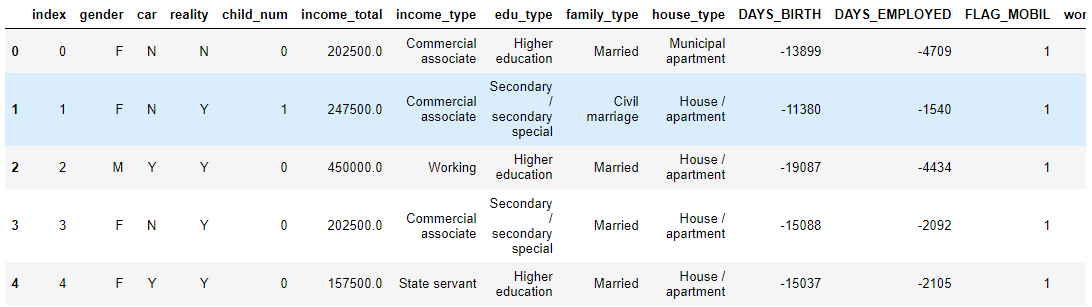 index gender car reality child_num income_total income_type edu_type family_type house_type DAYS_BIRTH DAYS_EMPLOYED FLAG_MOBIL wor
0 0 F N N 0 202500.0 Commercial associate Higher education Married Municipal apartment -13899 -4709 1
1 1 F N Y 1 247500.0 Commercial associate Secondary / secondary special Civil marriage House / apartment -11380 -1540 1
2 2 M Y Y 0 450000.0 Working Higher education Married House / apartment -19087 -4434 1
3 3 F N Y 0 202500.0 Commercial associate Secondary / secondary special Married House / apartment -15088 -2092 1
4 4 F Y Y 0 157500.0 State servant Higher education Married House / apartment -15037 -2105 1